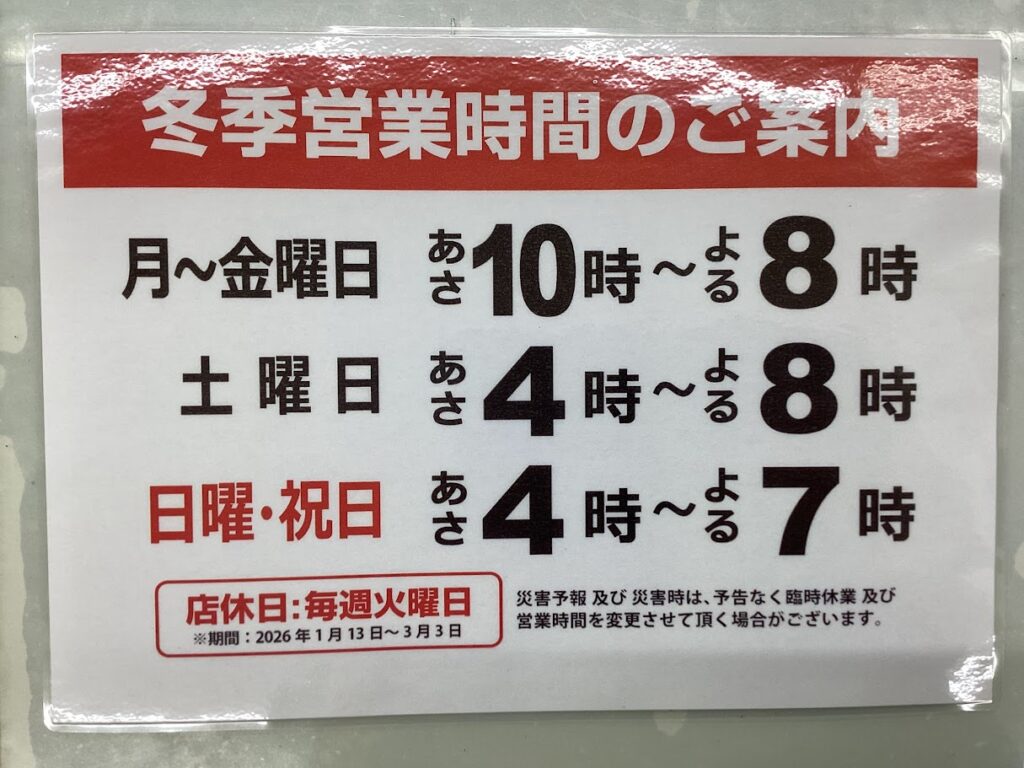 冬季営業時間のご案内
月～金曜日 あさ10時～よる8時
土曜日 あさ4時～よる8時
日曜・祝日 あさ4時～よる7時
店休日：毎週火曜日
※期間：2026年1月13日～3月3日
災害予報 及び 災害時は、予告なく臨時休業 及び
営業時間を変更させて頂く場合がございます。